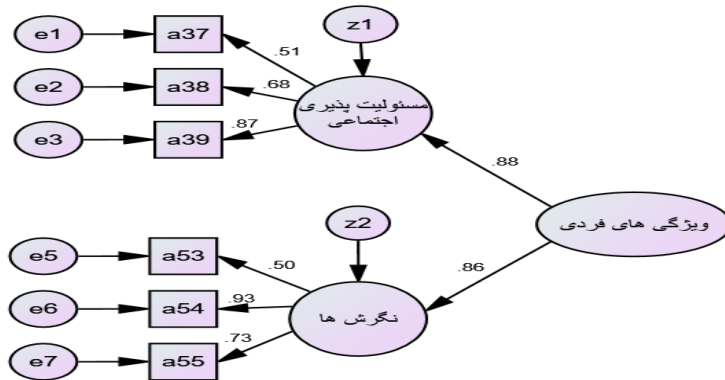 e1
a37
z1
.51
e2
a38
.68
مسئولیت پذیری
اجتماعی
e3
a39
.87
.88
ویژگی های فردی
z2
.86
e5
a53
.50
e6
a54
.93
نگرش ها
e7
a55
.73